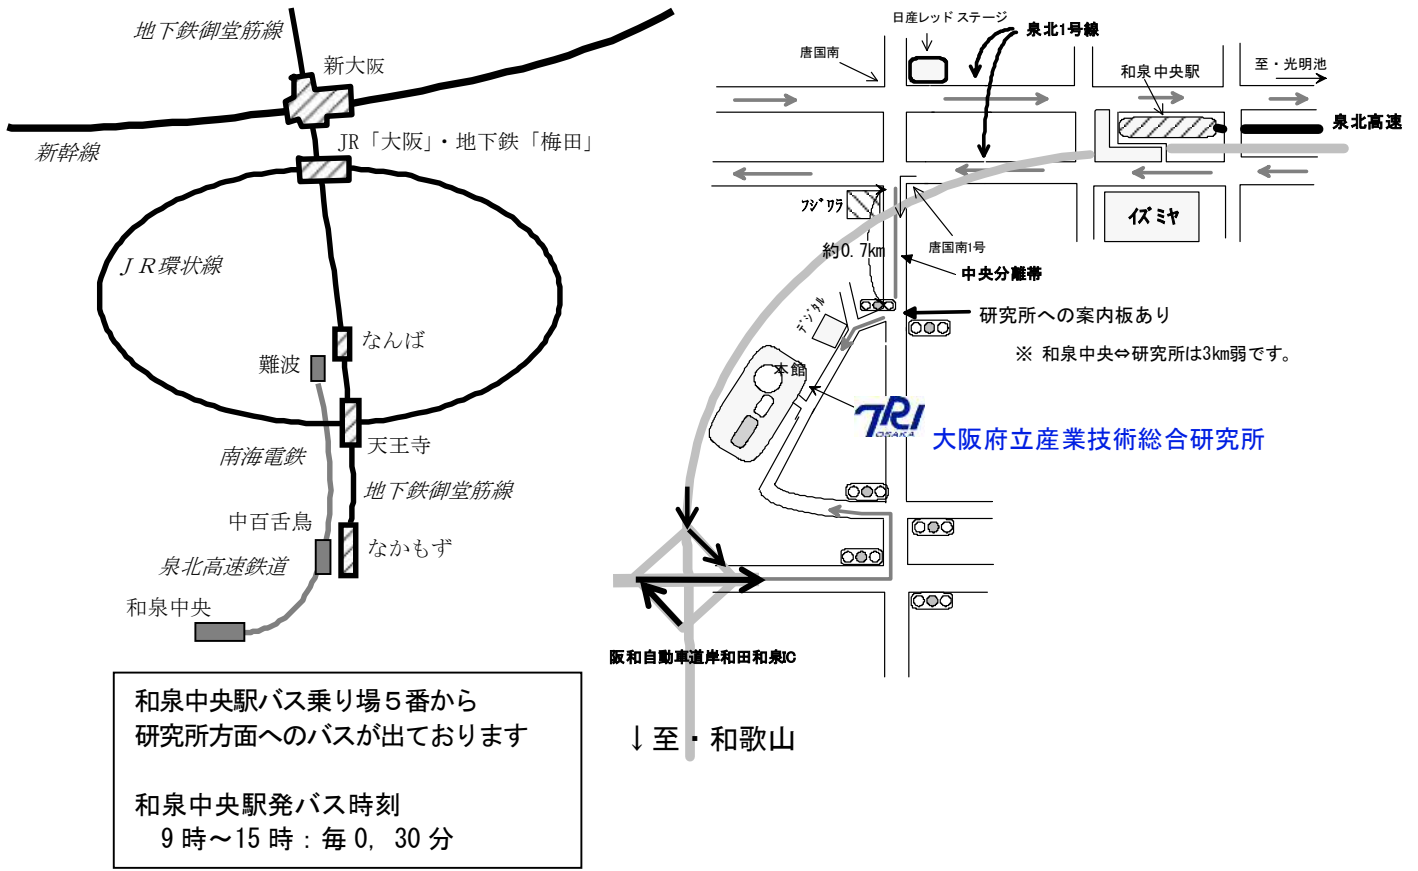 地下鉄御堂筋線
新大阪
新幹線
JR「大阪」・地下鉄「梅田」
ＪＲ環状線
なんば
難波
天王寺
南海電鉄
地下鉄御堂筋線
中百舌鳥
なかもず
泉北高速鉄道
和泉中央
和泉中央駅バス乗り場５番から
研究所方面へのバスが出ております
和泉中央駅発バス時刻
9時～15時：毎0, 30分
日産レッドステージ
泉北1号線
唐国南
和泉中央駅
至・光明池
泉北高速
フジワラ
イズミヤ
約0.7km
唐国南1号
中央分離帯
デジタル
研究所への案内板あり
※ 和泉中央⇔研究所は3km弱です。
本館
TRI
OSAKA
大阪府立産業技術総合研究所
阪和自動車道岸和田和泉IC
↓至・和歌山